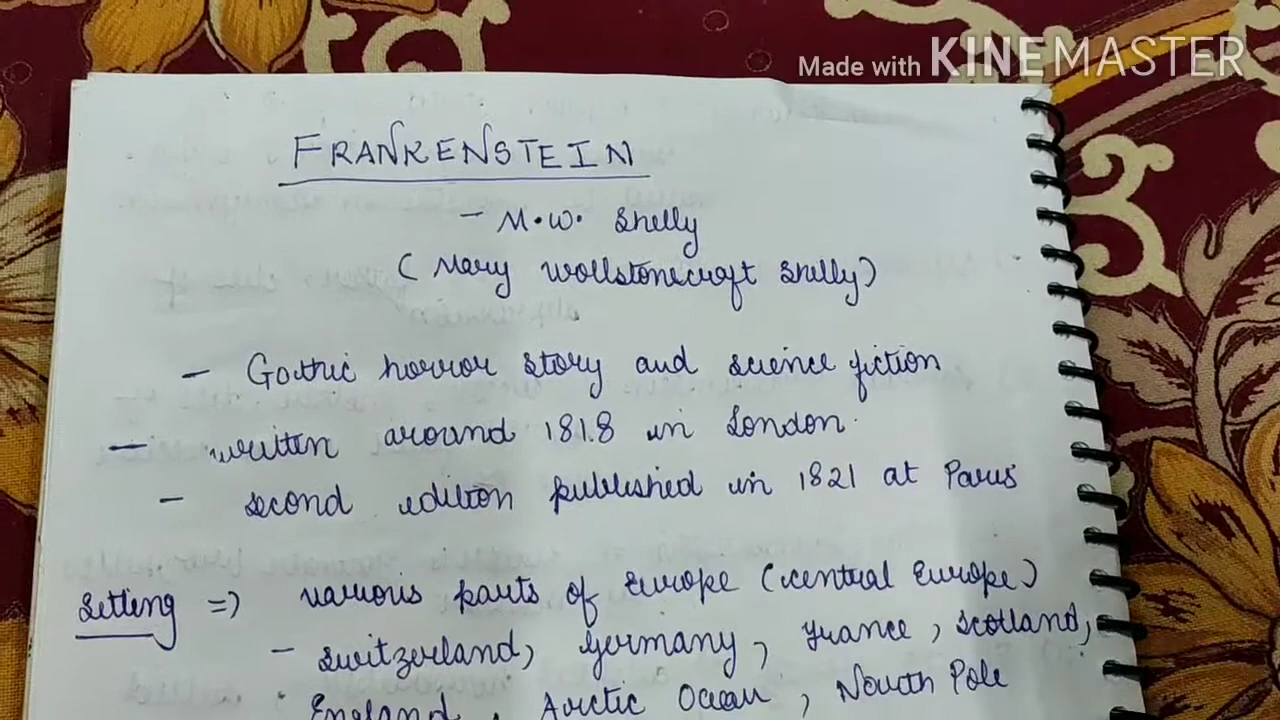 Made with KINEMASTER
FRANKENSTEIN
- M.W. Shelly
(Mary Wollstonecraft Shelly)
- Gothic horror story and science fiction
- written around 1818 in London.
- second edition published in 1821 at Paris
Setting => various parts of Europe (central Europe)
- Switzerland, Germany, France, Scotland,
England, Arctic Ocean, North Pole